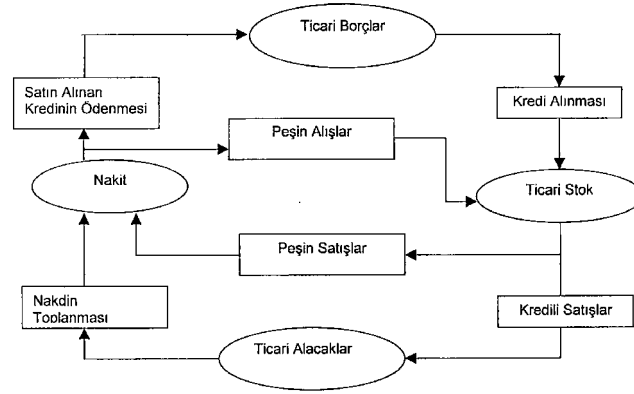 Ticari Borçlar
Satın Alınan
Kredinin Ödenmesi
Kredi Alınması
Peşin Alışlar
Nakit
Ticari Stok
Peşin Satışlar
Nakdin
Toplanması
Kredili Satışlar
Ticari Alacaklar